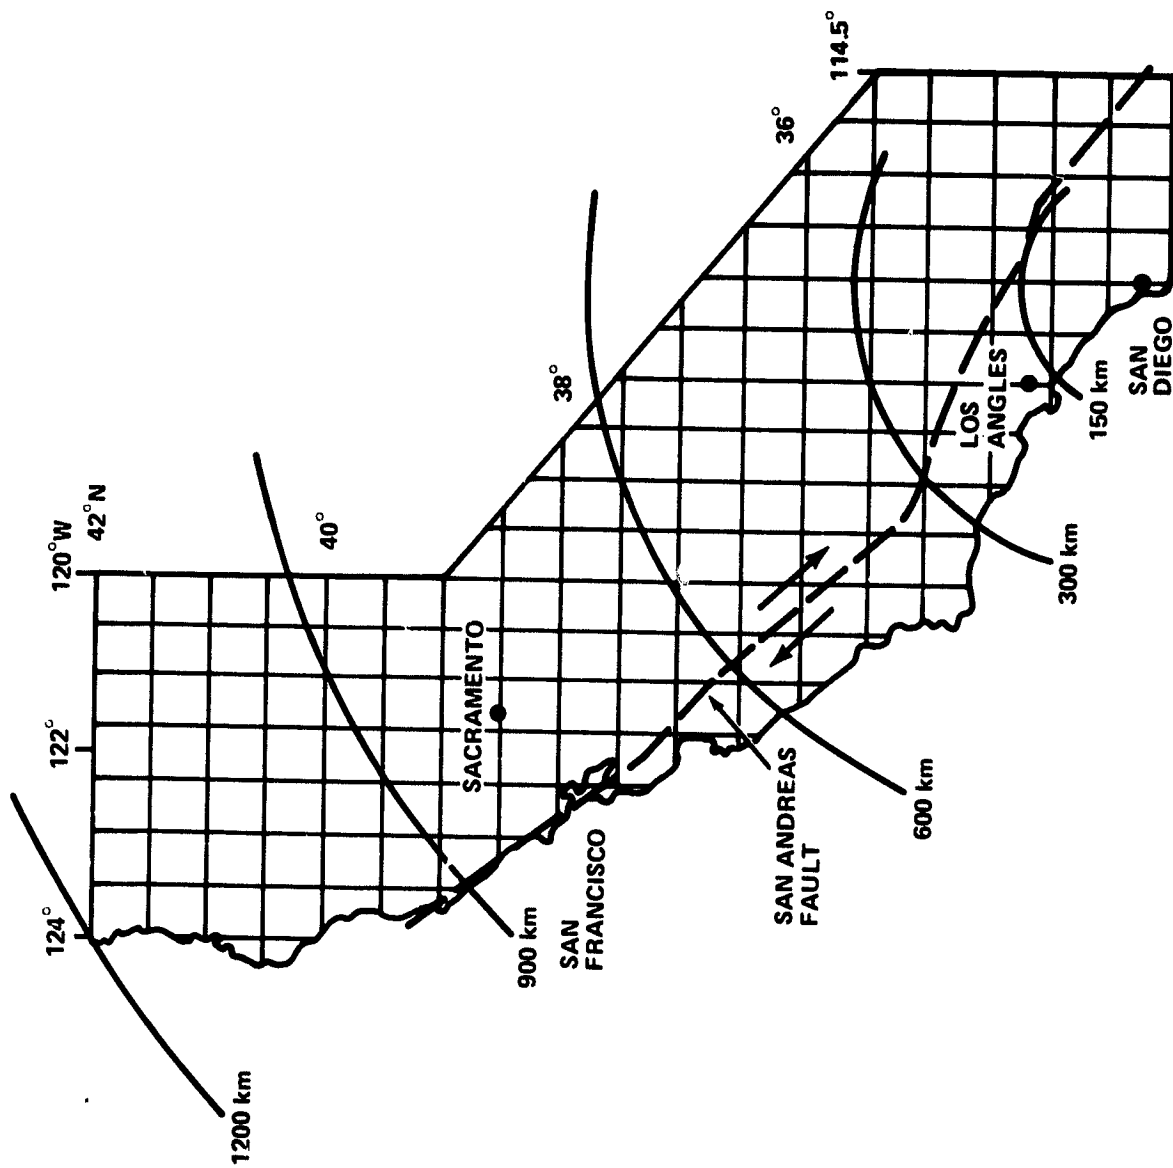 120°W
42°N
122°
124°
40°
38°
36°
114.5°
SACRAMENTO
SAN
FRANCISCO
SAN ANDREAS
FAULT
LOS
ANGLES
SAN
DIEGO
1200 km
900 km
600 km
300 km
150 km